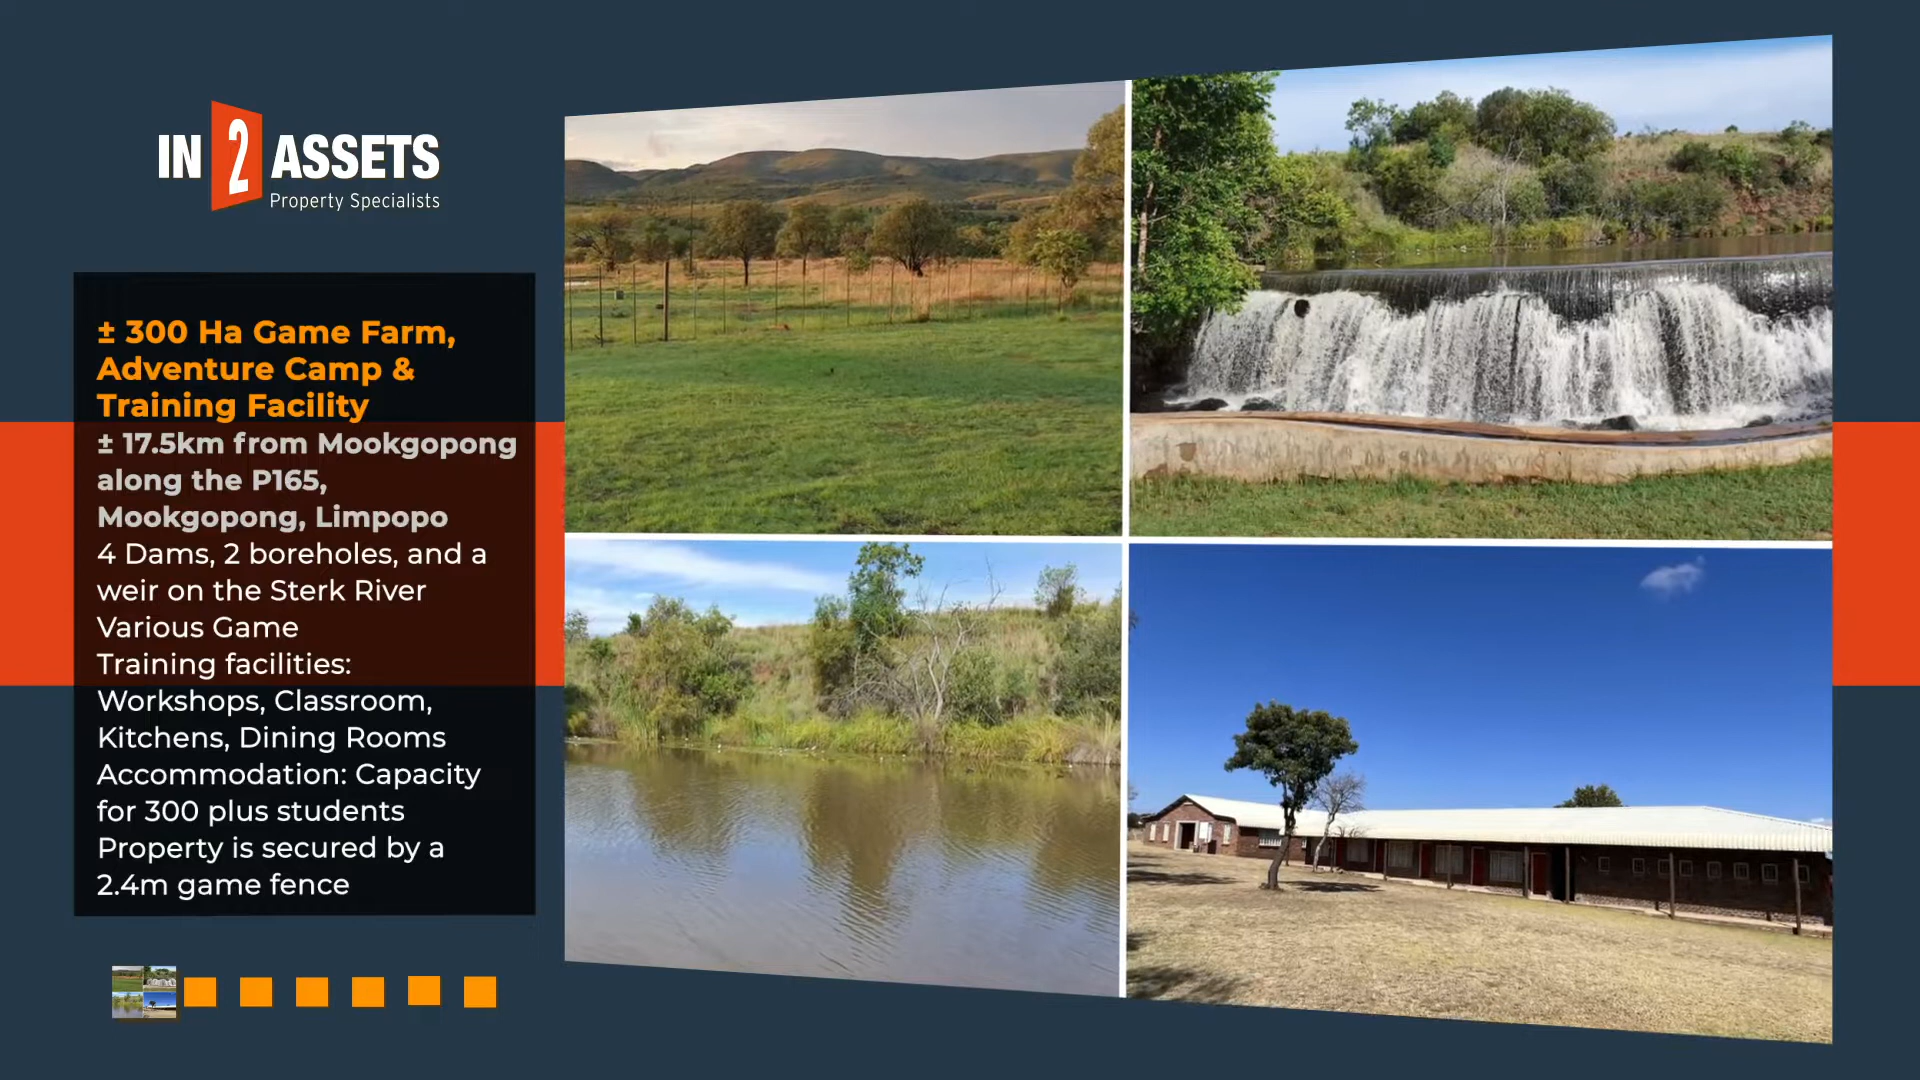 IN 2 ASSETS
Property Specialists
± 300 Ha Game Farm,
Adventure Camp &
Training Facility
± 17.5km from Mookgopong
along the P165,
Mookgopong, Limpopo
4 Dams, 2 boreholes, and a
weir on the Sterk River
Various Game
Training facilities:
Workshops, Classroom,
Kitchens, Dining Rooms
Accommodation: Capacity
for 300 plus students
Property is secured by a
2.4m game fence